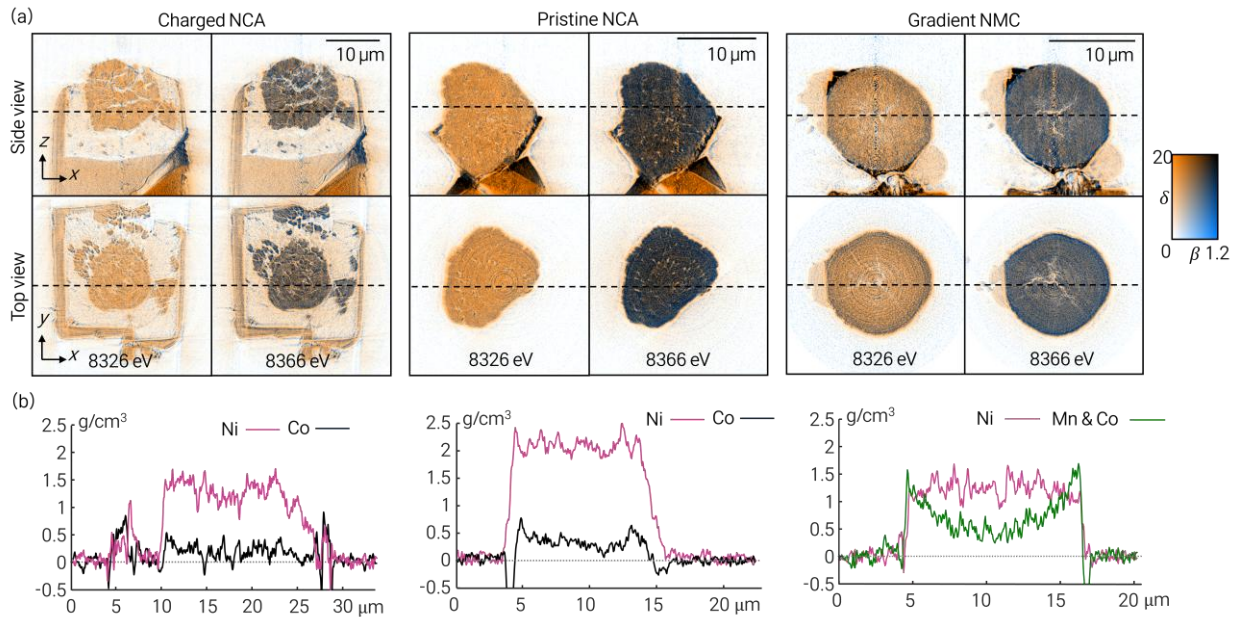 (a)
Charged NCA
Pristine NCA
Gradient NMC
10 µm
10 µm
10 µm
Side view
z
x
20
δ
0
β 1.2
Top view
y
x
8326 eV
8366 eV
8326 eV
8366 eV
8326 eV
8366 eV
(b)
g/cm³
Ni
Co
2.5
2
1.5
1
0.5
0
-0.5
0
5
10
15
20
25
30
µm
g/cm³
Ni
Co
2.5
2
1.5
1
0.5
0
-0.5
0
5
10
15
20
µm
g/cm³
Ni
Mn & Co
2.5
2
1.5
1
0.5
0
-0.5
0
5
10
15
20
µm